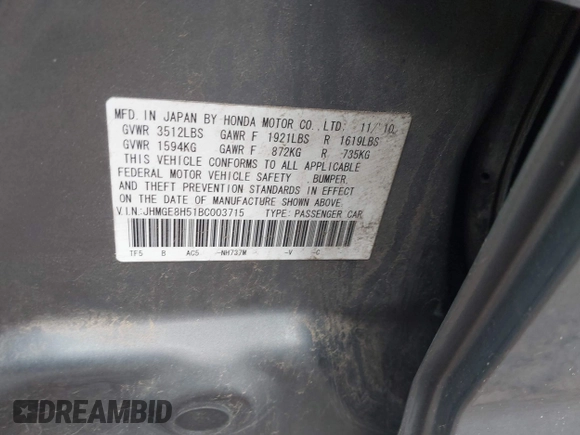 MFD. IN JAPAN BY HONDA MOTOR CO., LTD. 11/10
GVWR 3512LBS GAWR F 1921LBS R 1619LBS
GVWR 1594KG GAWR F 872KG R 735KG
THIS VEHICLE CONFORMS TO ALL APPLICABLE
FEDERAL MOTOR VEHICLE SAFETY BUMPER,
AND THEFT PREVENTION STANDARDS IN EFFECT
ON THE DATE OF MANUFACTURE SHOWN ABOVE.
V.I.N.:JHMGE8H51BC003715 TYPE: PASSENGER CAR
TF5 B AC5 -NH737M -V -C
DREAMBID